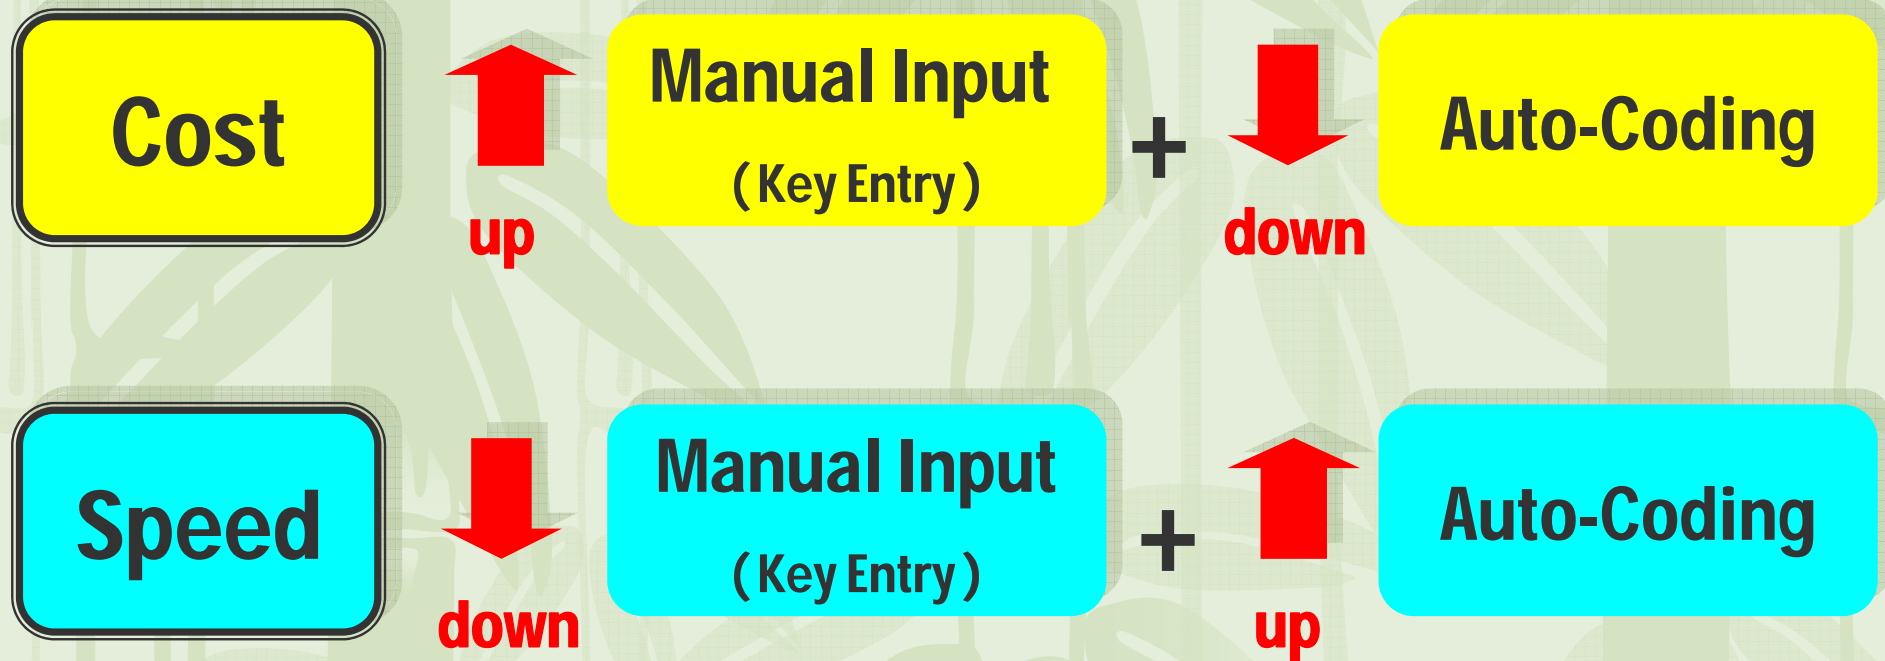 Cost
up
Manual Input
( Key Entry )
+
down
Auto-Coding
Speed
down
Manual Input
( Key Entry )
+
up
Auto-Coding